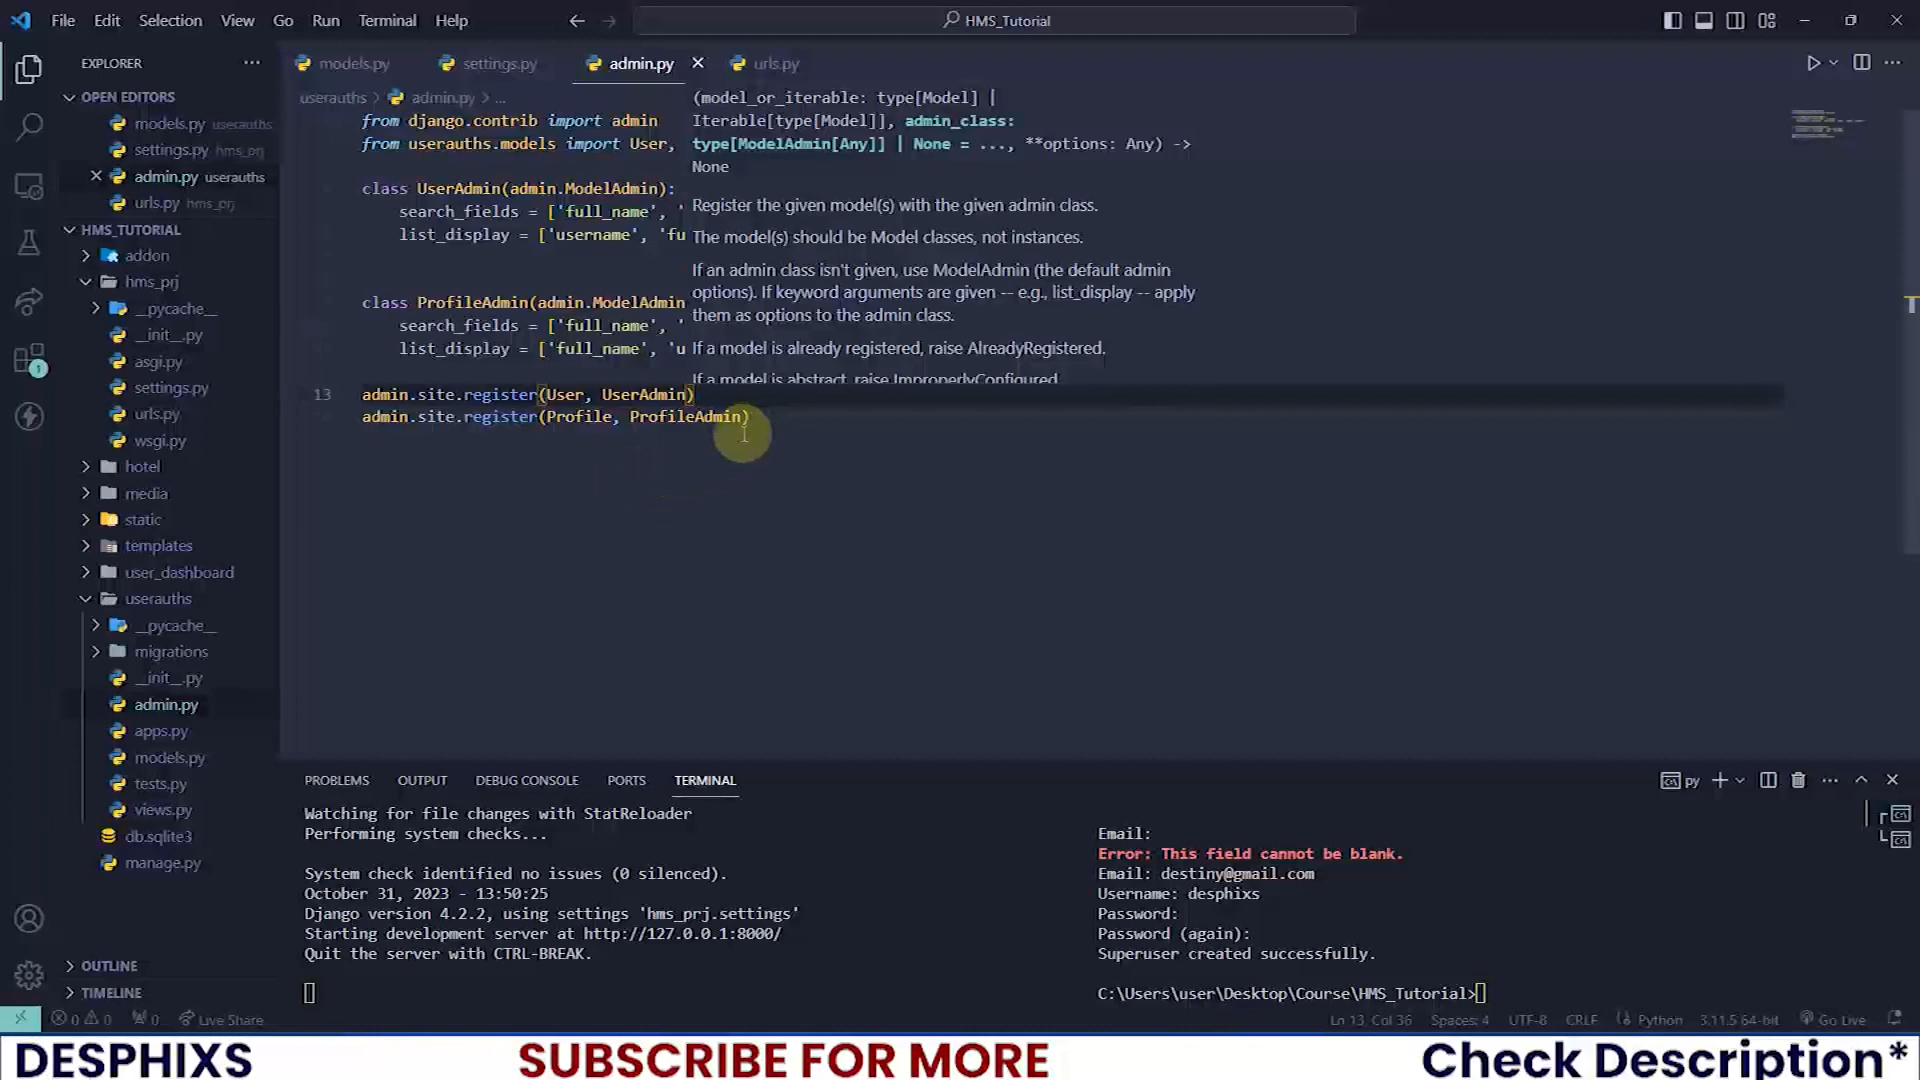 File Edit Selection View Go Run Terminal Help
HMS_Tutorial
EXPLORER
OPEN EDITORS
models.py userauths
settings.py hms_prj
admin.py userauths
urls.py hms_prj
HMS_TUTORIAL
addon
hms_prj
__pycache__
__init__.py
asgi.py
settings.py
urls.py
wsgi.py
hotel
media
static
templates
user_dashboard
userauths
__pycache__
migrations
__init__.py
admin.py
apps.py
models.py
tests.py
views.py
db.sqlite3
manage.py
OUTLINE
TIMELINE
models.py settings.py admin.py urls.py
userauths > admin.py > ...
from django.contrib import admin
from userauths.models import User,
class UserAdmin(admin.ModelAdmin):
search_fields = ['full_name', '
list_display = ['username', 'fu
class ProfileAdmin(admin.ModelAdmin
search_fields = ['full_name', '
list_display = ['full_name', 'u
13 admin.site.register(User, UserAdmin)
admin.site.register(Profile, ProfileAdmin)
(model_or_iterable: type[Model] |
Iterable[type[Model]], admin_class:
type[ModelAdmin[Any]] | None = ..., **options: Any) ->
None
Register the given model(s) with the given admin class.
The model(s) should be Model classes, not instances.
If an admin class isn't given, use ModelAdmin (the default admin
options). If keyword arguments are given -- e.g., list_display -- apply
them as options to the admin class.
If a model is already registered, raise AlreadyRegistered.
If a model is abstract, raise ImproperlyConfigured.
PROBLEMS OUTPUT DEBUG CONSOLE PORTS TERMINAL
py
Watching for file changes with StatReloader
Performing system checks...
System check identified no issues (0 silenced).
October 31, 2023 - 13:50:25
Django version 4.2.2, using settings 'hms_prj.settings'
Starting development server at http://127.0.0.1:8000/
Quit the server with CTRL-BREAK.
Email:
Error: This field cannot be blank.
Email: destiny@gmail.com
Username: desphixs
Password:
Password (again):
Superuser created successfully.
C:\Users\user\Desktop\Course\HMS_Tutorial>
0 0 0 Live Share
Ln 13, Col 36 Spaces: 4 UTF-8 CRLF Python 3.11.5 64-bit Go Live
DESPHIXS
SUBSCRIBE FOR MORE
Check Description*